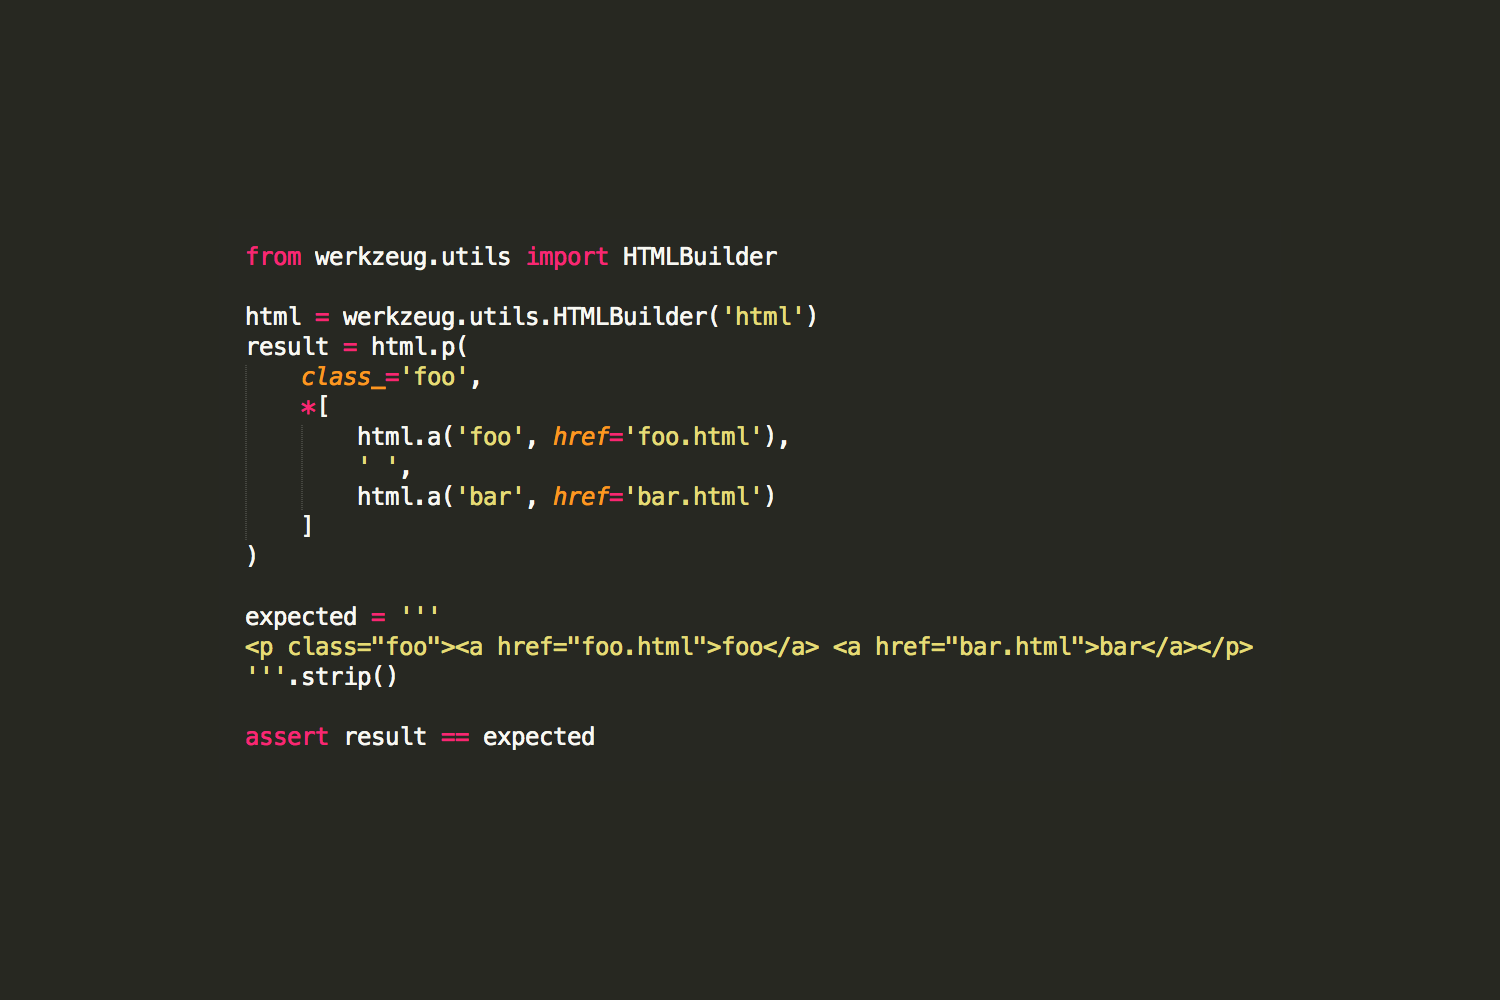 from werkzeug.utils import HTMLBuilder
html = werkzeug.utils.HTMLBuilder('html')
result = html.p(
class_='foo',
*[
html.a('foo', href='foo.html'),
' ',
html.a('bar', href='bar.html')
]
)
expected = '''
<p class="foo"><a href="foo.html">foo</a> <a href="bar.html">bar</a></p>
'''.strip()
assert result == expected